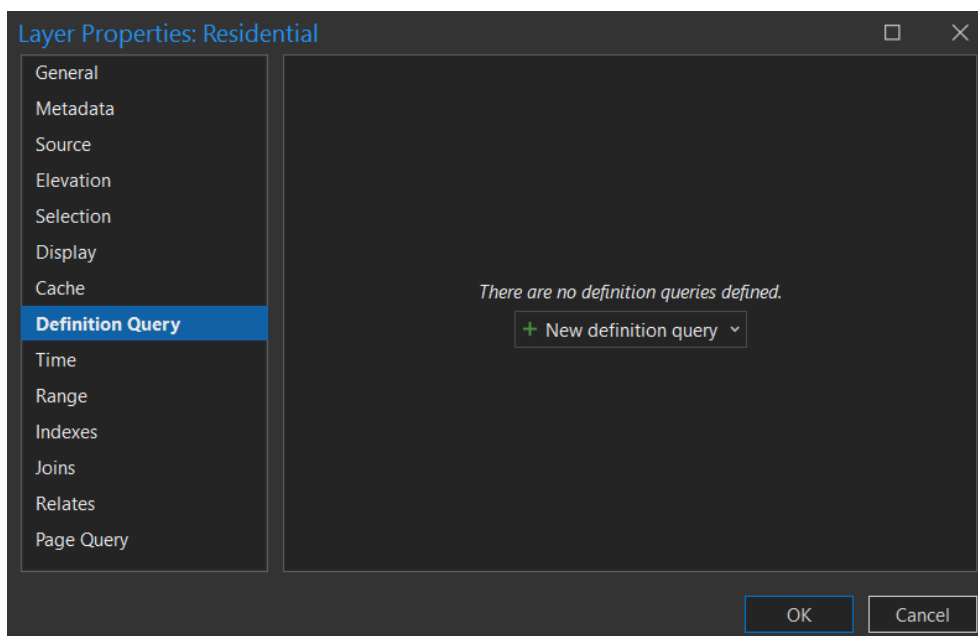 Layer Properties: Residential
General
Metadata
Source
Elevation
Selection
Display
Cache
Definition Query
Time
Range
Indexes
Joins
Relates
Page Query
There are no definition queries defined.
+ New definition query
OK
Cancel